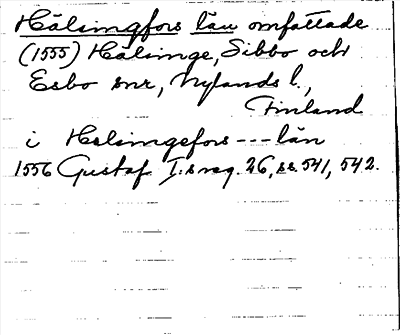 Hälsingfors län omfattade
(1555) Hälsinge, Sibbo och
Esbo snr, Nylands l.,
Finland
i Helsingefors --- län
1556 Gustaf I:s reg. 26, ss. 541, 542.